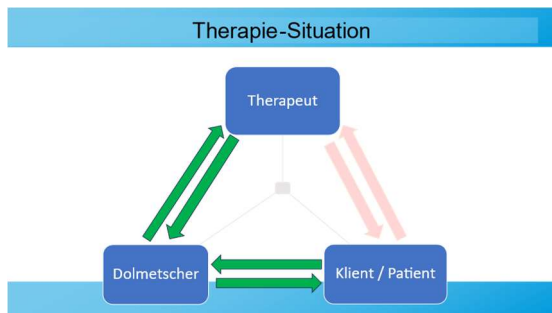 Therapie-Situation
Therapeut
Dolmetscher
Klient / Patient